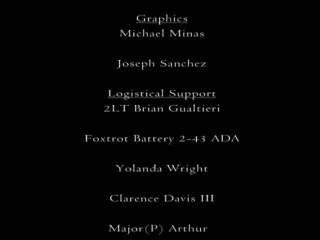 Graphics
Michael Minas
Joseph Sanchez
Logistical Support
2LT Brian Gualtieri
Foxtrot Battery 2-43 ADA
Yolanda Wright
Clarence Davis III
Major(P) Arthur